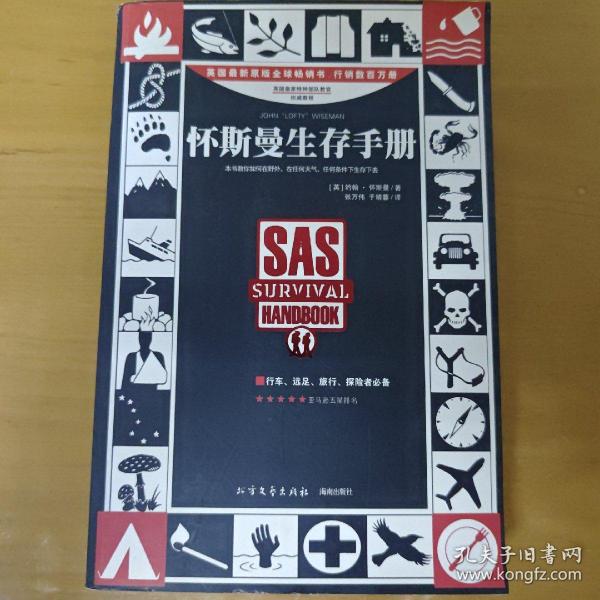 英国最新原版全球畅销书 行销数百万册
英国皇家特种部队教官
权威教程
JOHN "LOFTY" WISEMAN
怀斯曼生存手册
本书教你如何在野外，在任何天气，任何条件下生存下去
[英] 约翰·怀斯曼/著
张万伟 于靖蓉/译
SAS
SURVIVAL
HANDBOOK
行车、远足、旅行、探险者必备
★★★★★亚马逊五星排名
北方文艺出版社 海南出版社
孔夫子旧书网
www.kongfz.com